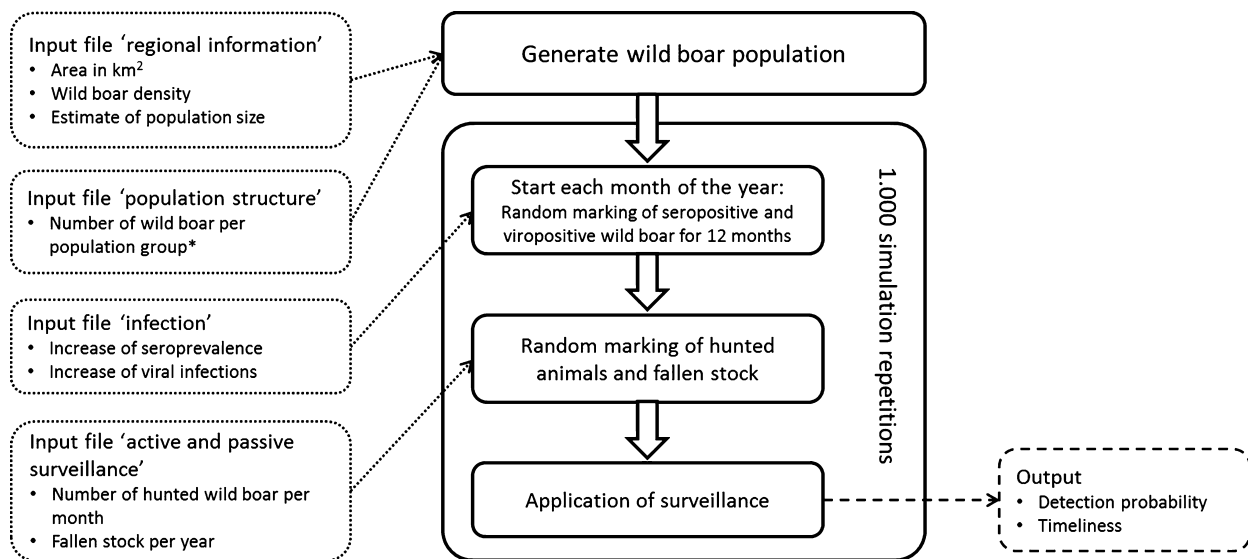 Input file ‘regional information’
• Area in km²
• Wild boar density
• Estimate of population size
Input file ‘population structure’
• Number of wild boar per
population group*
Input file ‘infection’
• Increase of seroprevalence
• Increase of viral infections
Input file ‘active and passive
surveillance’
• Number of hunted wild boar per
month
• Fallen stock per year
Generate wild boar population
Start each month of the year:
Random marking of seropositive and
viropositive wild boar for 12 months
Random marking of hunted
animals and fallen stock
Application of surveillance
1.000 simulation repetitions
Output
• Detection probability
• Timeliness